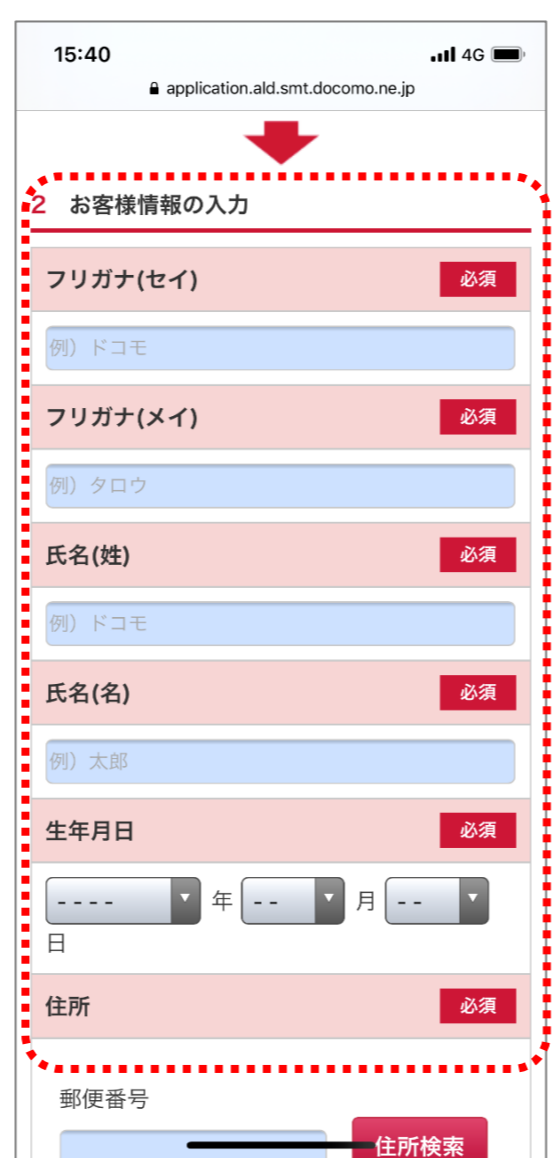 15:40 4G
application.ald.smt.docomo.ne.jp
2 お客様情報の入力
フリガナ(セイ) 必須
例）ドコモ
フリガナ(メイ) 必須
例）タロウ
氏名(姓) 必須
例）ドコモ
氏名(名) 必須
例）太郎
生年月日 必須
---- 年 -- 月 --
日
住所 必須
郵便番号
住所検索